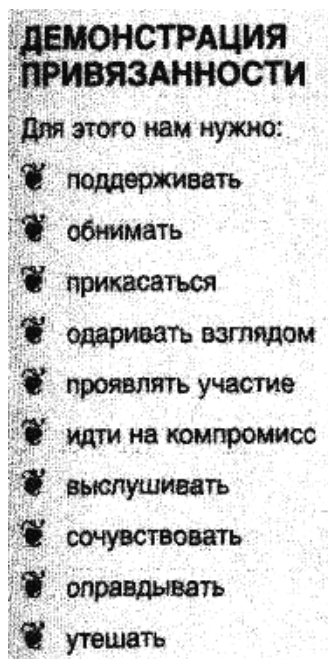 ДЕМОНСТРАЦИЯ
ПРИВЯЗАННОСТИ
Для этого нам нужно:
поддерживать
обнимать
прикасаться
одаривать взглядом
проявлять участие
идти на компромисс
выслушивать
сочувствовать
оправдывать
утешать